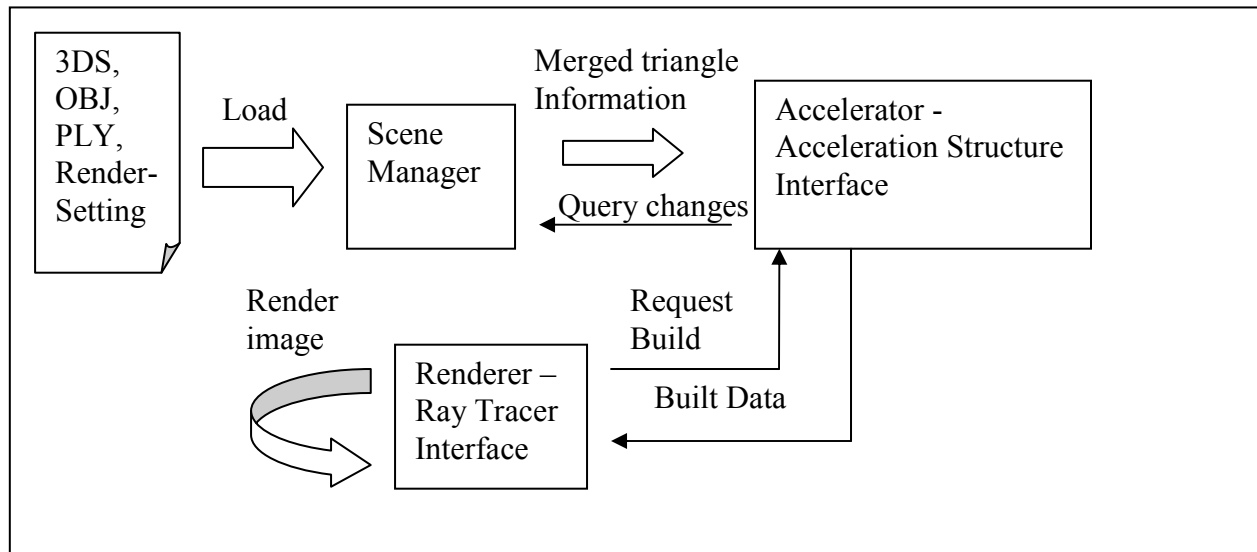 3DS,
OBJ,
PLY,
Render-
Setting
Load
Scene
Manager
Merged triangle
Information
Query changes
Accelerator -
Acceleration Structure
Interface
Render
image
Renderer –
Ray Tracer
Interface
Request
Build
Built Data